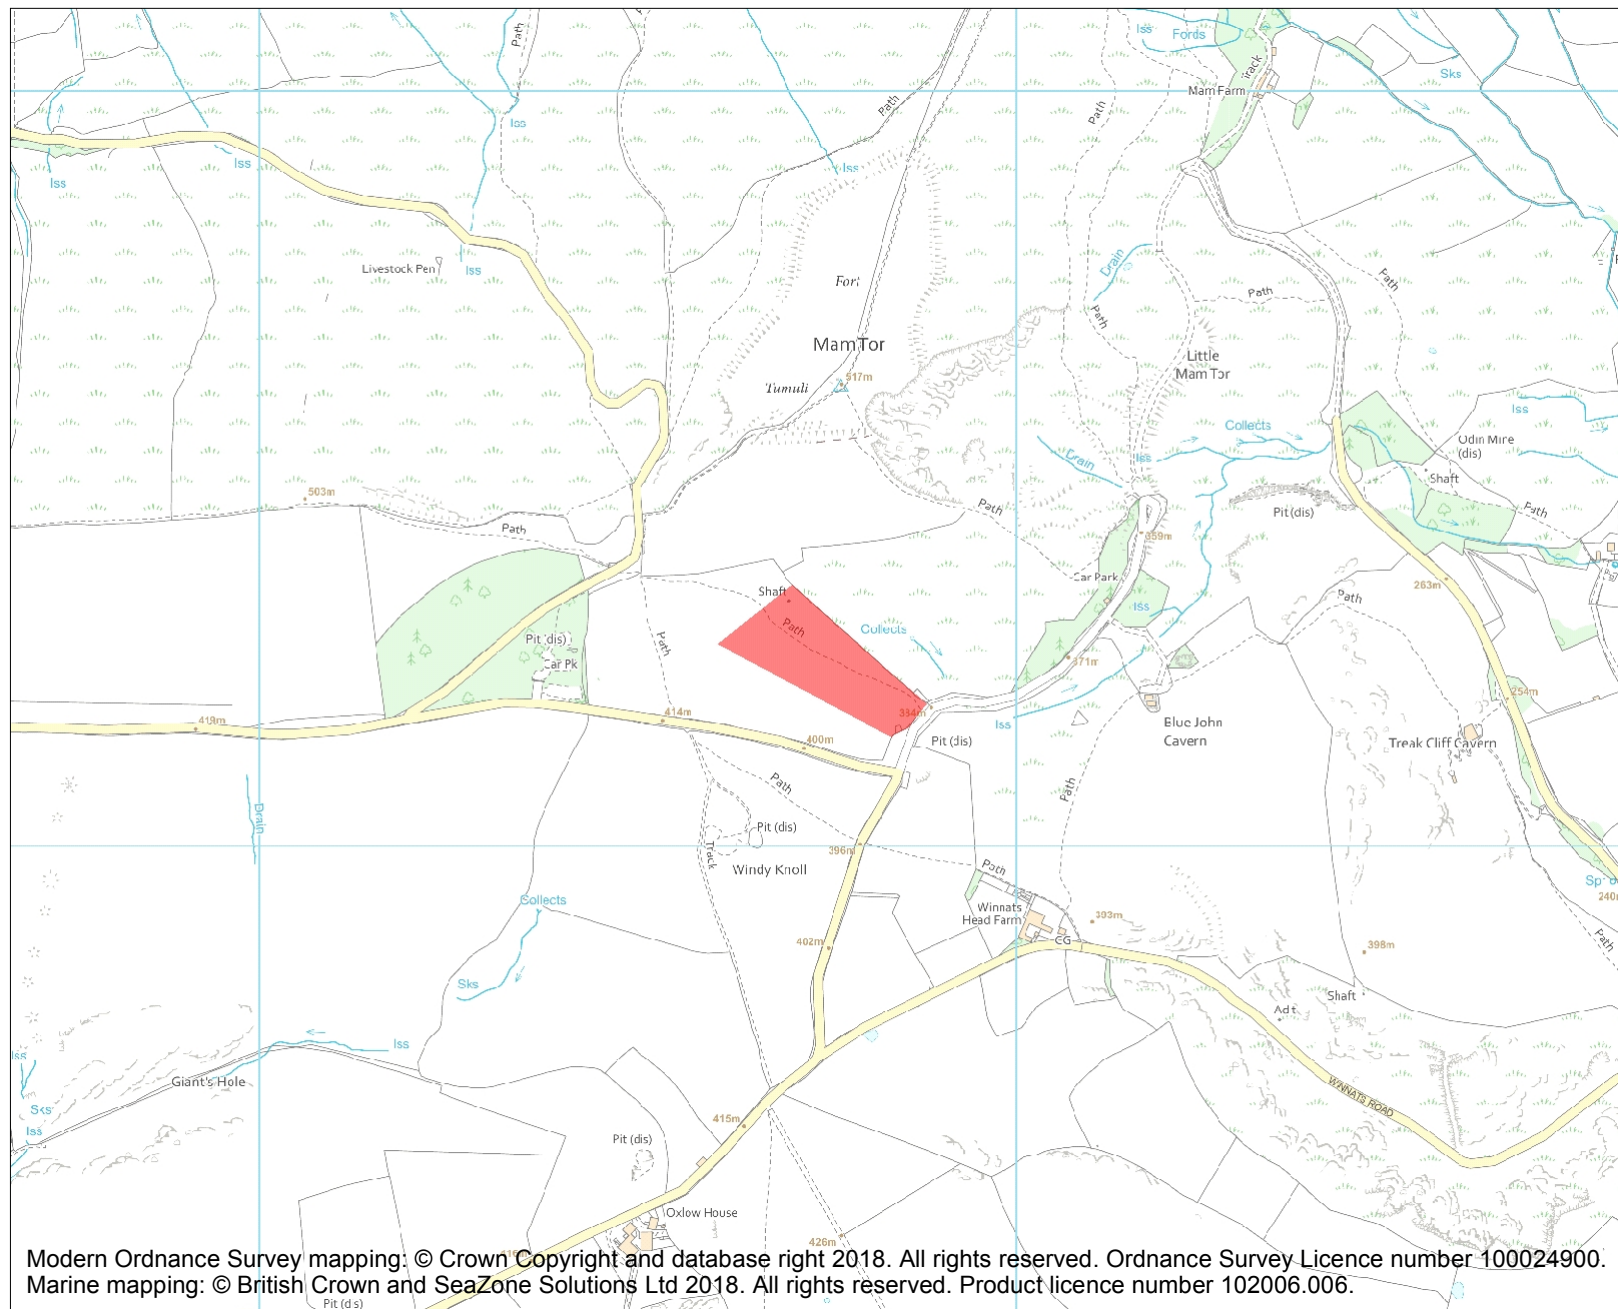 Path
Iss
Fords
Sks
Track
Mam Farm
Path
Path
Iss
Iss
Iss
Iss
Livestock Pen
Iss
Fort
Drain
Path
Path
Path
Mam Tor
Little
Mam Tor
Tumuli
517m
Iss
Collects
Odin Mine
(dis)
Drain
Iss
Shaft
503m
Path
Path
Pit (dis)
Path
359m
Car Park
263m
Shaft
Path
Iss
Path
Collects
Pit (dis)
Path
Car Pk
371m
254m
419m
414m
384m
Iss
400m
Pit (dis)
Blue John
Cavern
Treak Cliff Cavern
Path
Path
Drain
Pit (dis)
396m
Track
Windy Knoll
Path
240m
Collects
Winnats
Head Farm
393m
402m
CG
398m
Path
Sks
Shaft
Iss
Iss
Giant's Hole
Sks
WINNATS ROAD
Iss
415m
Pit (dis)
Oxlow House
426m
Modern Ordnance Survey mapping: © Crown Copyright and database right 2018. All rights reserved. Ordnance Survey Licence number 100024900.
Marine mapping: © British Crown and SeaZone Solutions Ltd 2018. All rights reserved. Product licence number 102006.006.
Pit (dis)